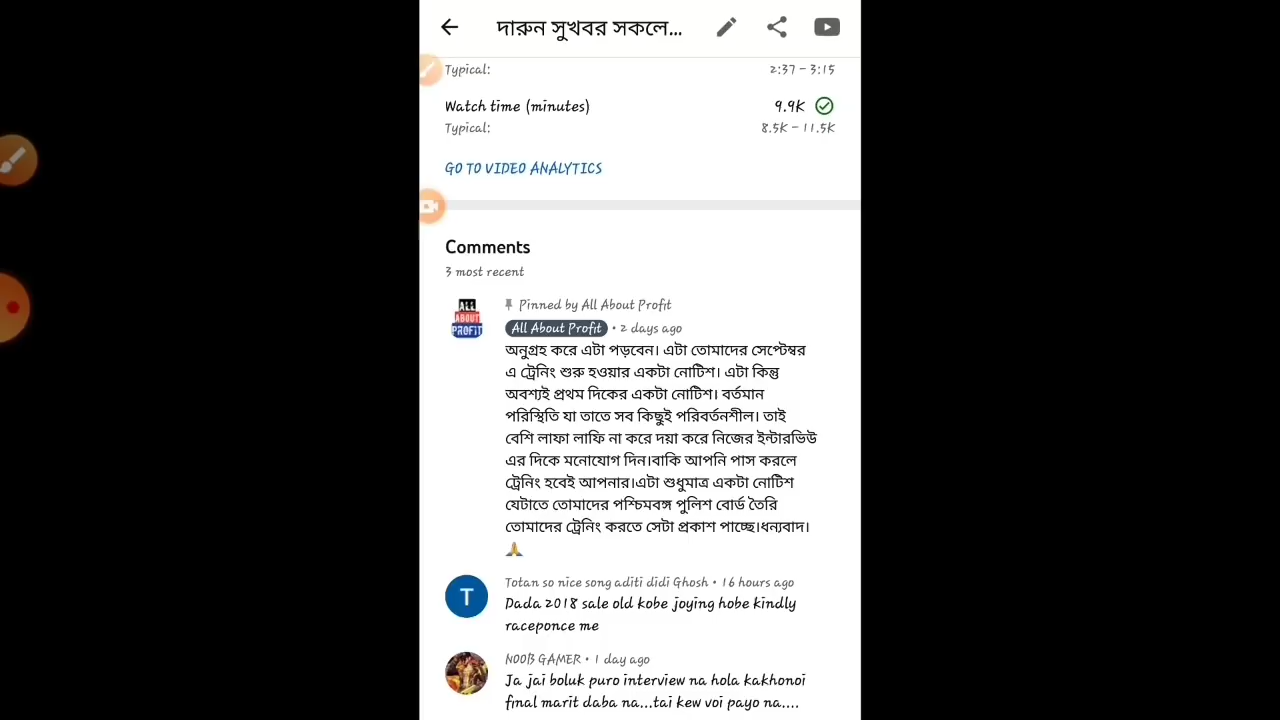 দারুন সুখবর সকলে...
Typical: 2:37 – 3:15
Watch time (minutes) 9.9K
Typical: 8.5K – 11.5K
GO TO VIDEO ANALYTICS
Comments
3 most recent
ALL
ABOUT
PROFIT
Pinned by All About Profit
All About Profit • 2 days ago
অনুগ্রহ করে এটা পড়বেন। এটা তোমাদের সেপ্টেম্বর
এ ট্রেনিং শুরু হওয়ার একটা নোটিশ। এটা কিন্তু
অবশ্যই প্রথম দিকের একটা নোটিশ। বর্তমান
পরিস্থিতি যা তাতে সব কিছুই পরিবর্তনশীল। তাই
বেশি লাফা লাফি না করে দয়া করে নিজের ইন্টারভিউ
এর দিকে মনোযোগ দিন।বাকি আপনি পাস করলে
ট্রেনিং হবেই আপনার।এটা শুধুমাত্র একটা নোটিশ
যেটাতে তোমাদের পশ্চিমবঙ্গ পুলিশ বোর্ড তৈরি
তোমাদের ট্রেনিং করতে সেটা প্রকাশ পাচ্ছে।ধন্যবাদ।
🙏
T
Totan so nice song aditi didi Ghosh • 16 hours ago
Dada 2018 sale old kobe joying hobe kindly
raceponce me
NOOB GAMER • 1 day ago
Ja jai boluk puro interview na hola kakhonoi
final marit daba na...tai kew voi payo na....